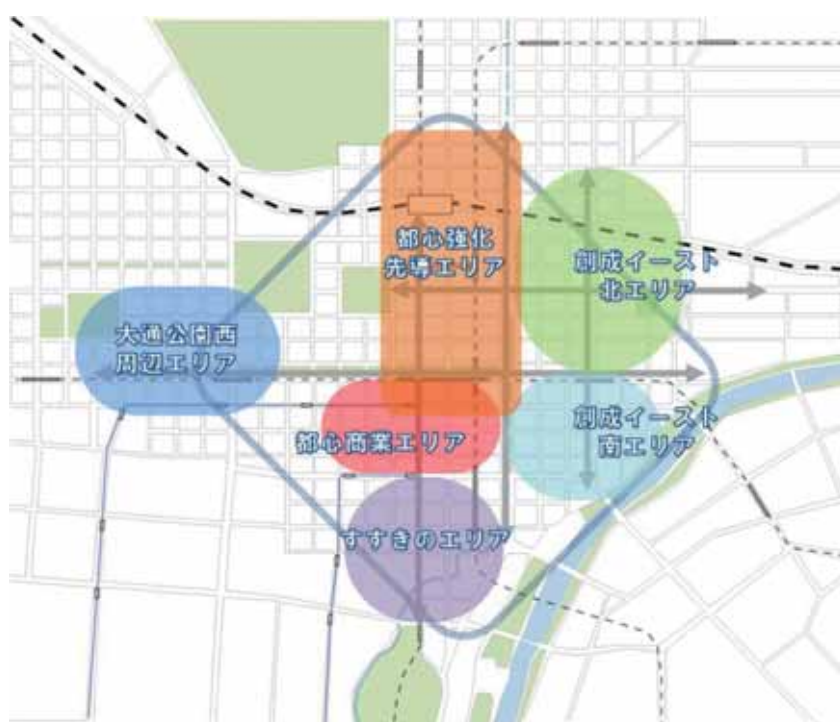 都心強化
先導エリア
創成イースト
北エリア
大通公園西
周辺エリア
都心商業エリア
創成イースト
南エリア
すすきのエリア